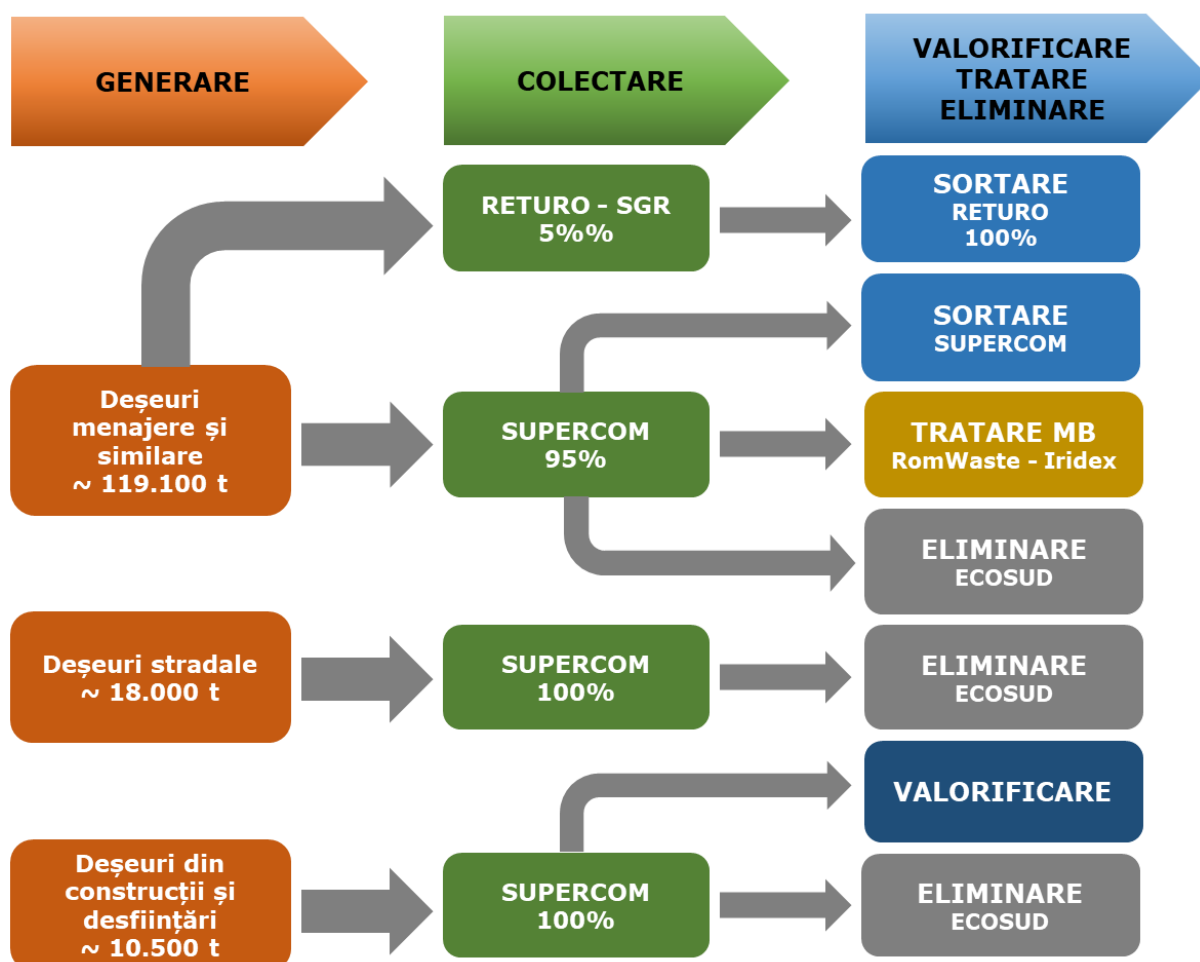 GENERARE
COLECTARE
VALORIFICARE
TRATARE
ELIMINARE
RETURO - SGR
5%%
SORTARE
RETURO
100%
SORTARE
SUPERCOM
Deșeuri
menajere și
similare
~ 119.100 t
SUPERCOM
95%
TRATARE MB
RomWaste - Iridex
ELIMINARE
ECOSUD
Deșeuri stradale
~ 18.000 t
SUPERCOM
100%
ELIMINARE
ECOSUD
VALORIFICARE
Deșeuri din
construcții și
desființări
~ 10.500 t
SUPERCOM
100%
ELIMINARE
ECOSUD